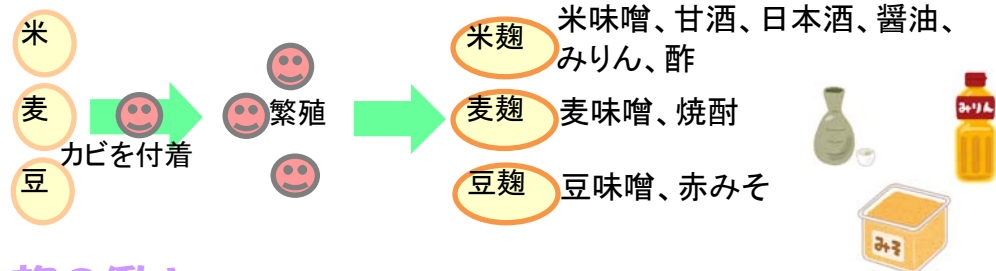 米
麦
豆
カビを付着
繁殖
米麹
米味噌、甘酒、日本酒、醤油、
みりん、酢
麦麹
麦味噌、焼酎
豆麹
豆味噌、赤みそ
みりん
みそ